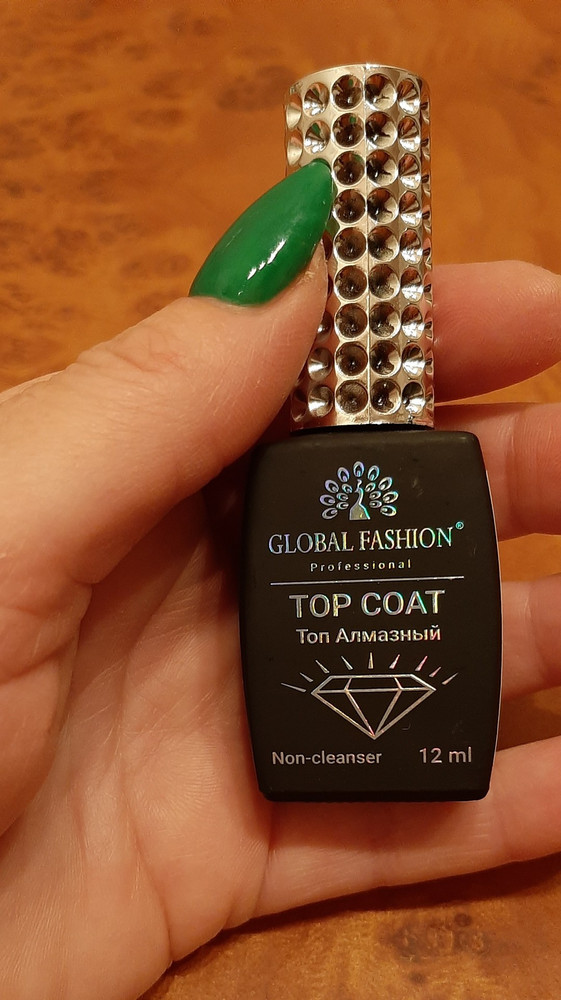 GLOBAL FASHION®
Professional
TOP COAT
Топ Алмазный
Non-cleanser 12 ml